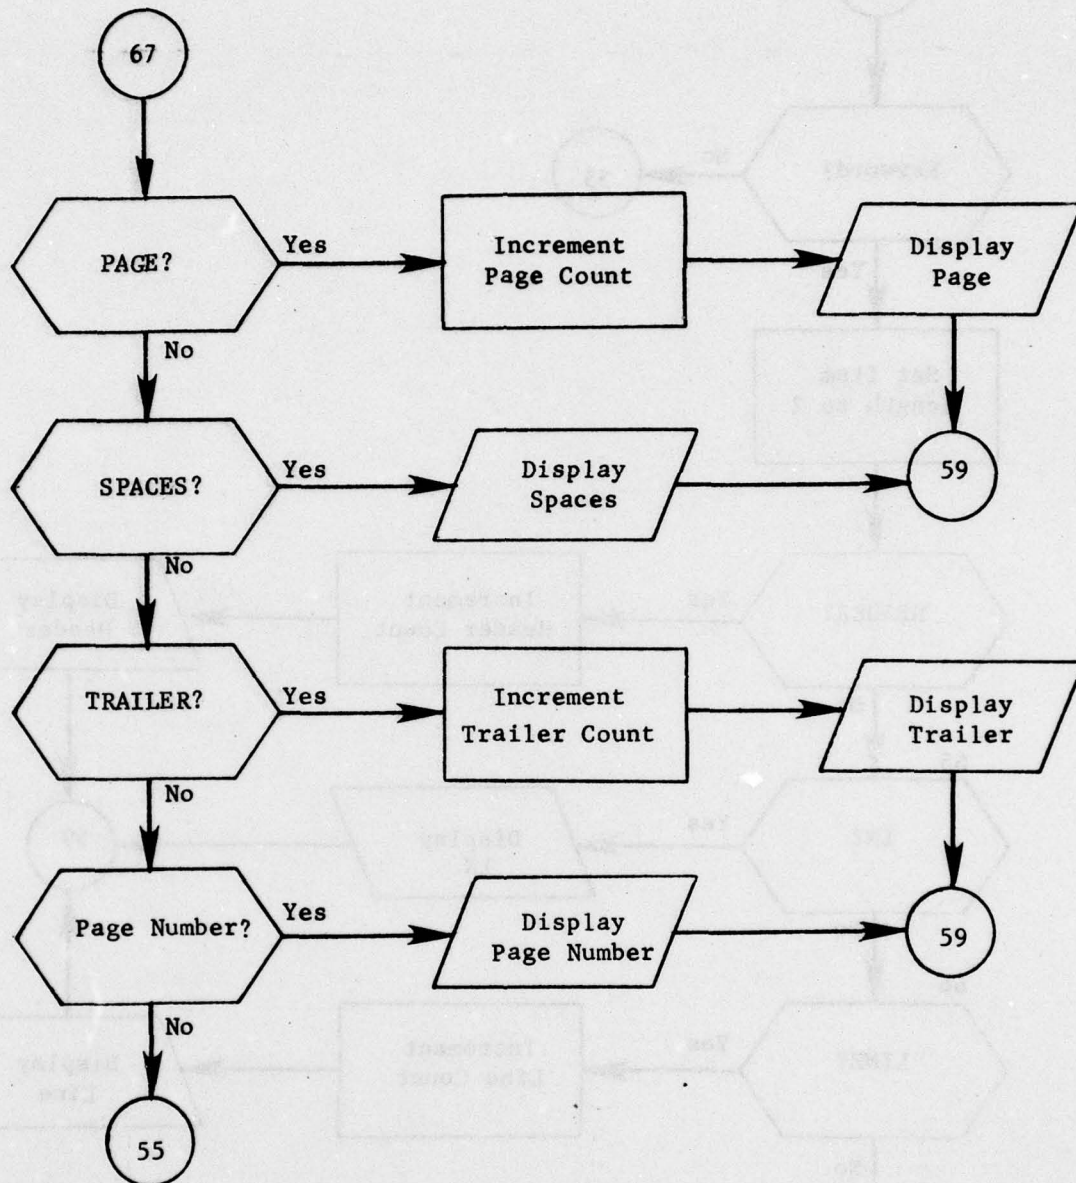 67
PAGE?
Yes
Increment
Page Count
Display
Page
No
SPACES?
Yes
Display
Spaces
59
No
TRAILER?
Yes
Increment
Trailer Count
Display
Trailer
No
Page Number?
Yes
Display
Page Number
59
No
55